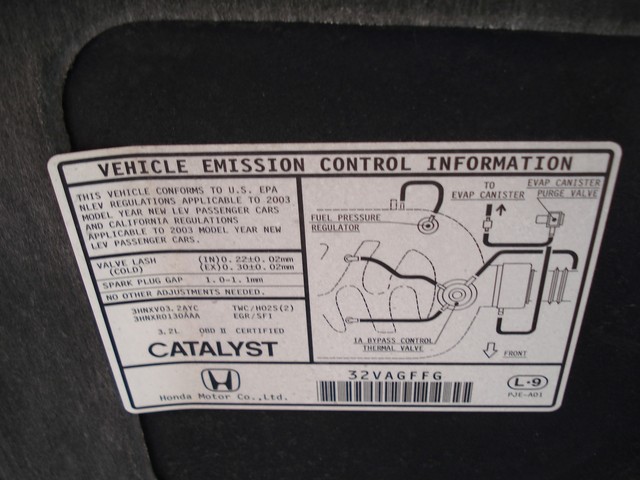 VEHICLE EMISSION CONTROL INFORMATION
THIS VEHICLE CONFORMS TO U.S. EPA
NLEV REGULATIONS APPLICABLE TO 2003
MODEL YEAR NEW LEV PASSENGER CARS
AND CALIFORNIA REGULATIONS
APPLICABLE TO 2003 MODEL YEAR NEW
LEV PASSENGER CARS.
VALVE LASH (IN)0.22±0.02mm
(COLD) (EX)0.30±0.02mm
SPARK PLUG GAP 1.0-1.1mm
NO OTHER ADJUSTMENTS NEEDED.
3HNXV03.2AYC TWC/HO2S(2)
3HNXR0130AAA EGR/SFI
3.2L OBD II CERTIFIED
CATALYST
FUEL PRESSURE
REGULATOR
TO
EVAP CANISTER
EVAP CANISTER
PURGE VALVE
IA BYPASS CONTROL
THERMAL VALVE
FRONT
Honda Motor Co.,Ltd.
32VAGFFG
L-9
PJE-A01